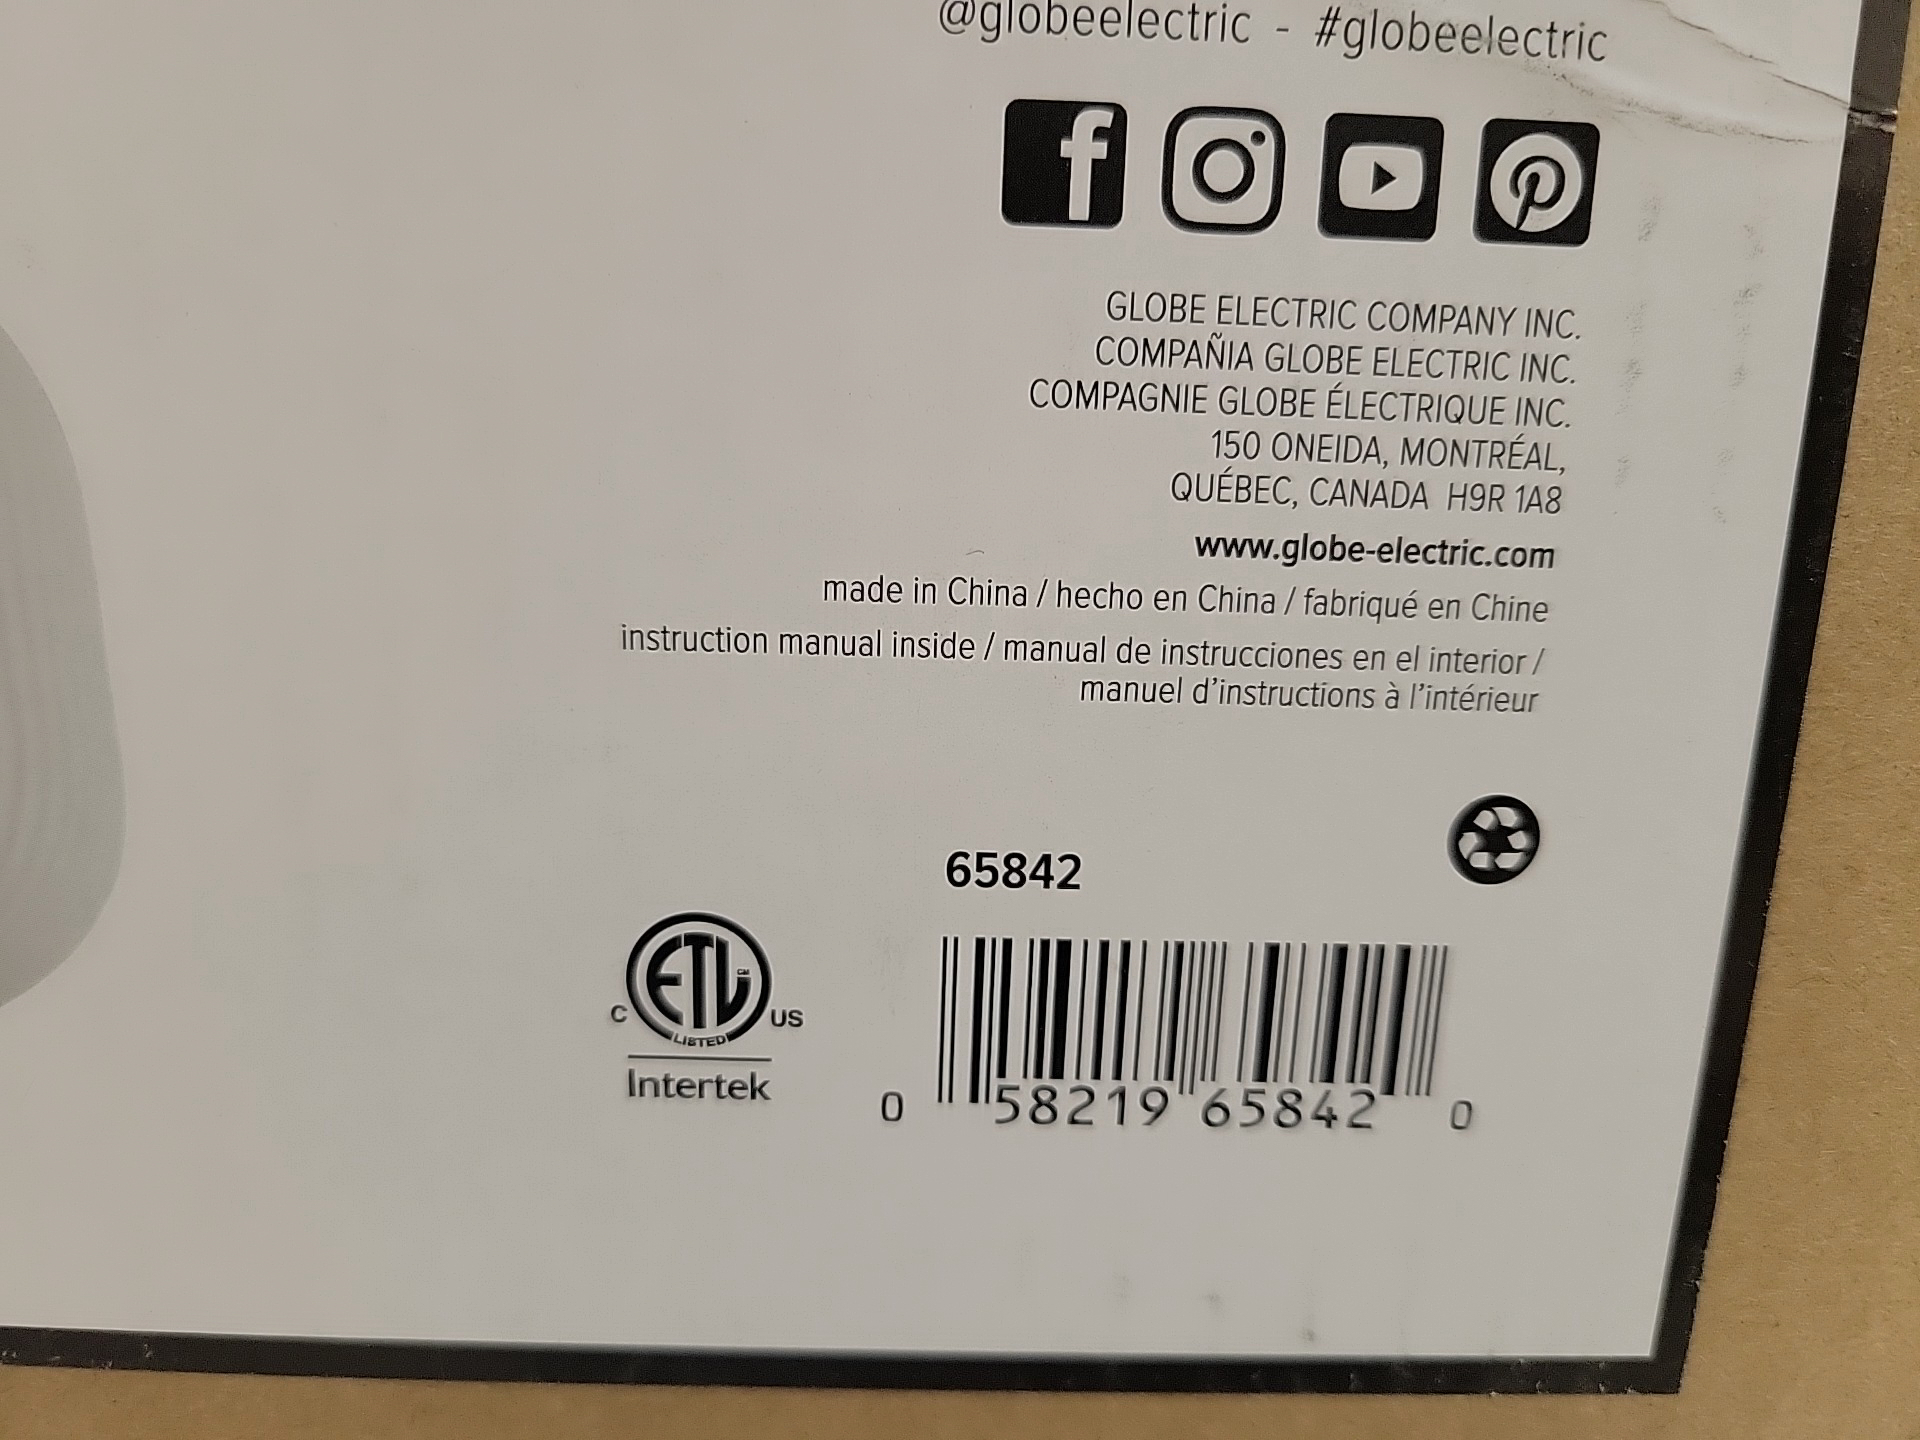 @globeelectric - #globeelectric
GLOBE ELECTRIC COMPANY INC.
COMPAÑIA GLOBE ELECTRIC INC.
COMPAGNIE GLOBE ÉLECTRIQUE INC.
150 ONEIDA, MONTRÉAL,
QUÉBEC, CANADA H9R 1A8
www.globe-electric.com
made in China / hecho en China / fabriqué en Chine
instruction manual inside / manual de instrucciones en el interior /
manuel d'instructions à l'intérieur
65842
C ETL CM US
LISTED
Intertek
0 58219 65842 0